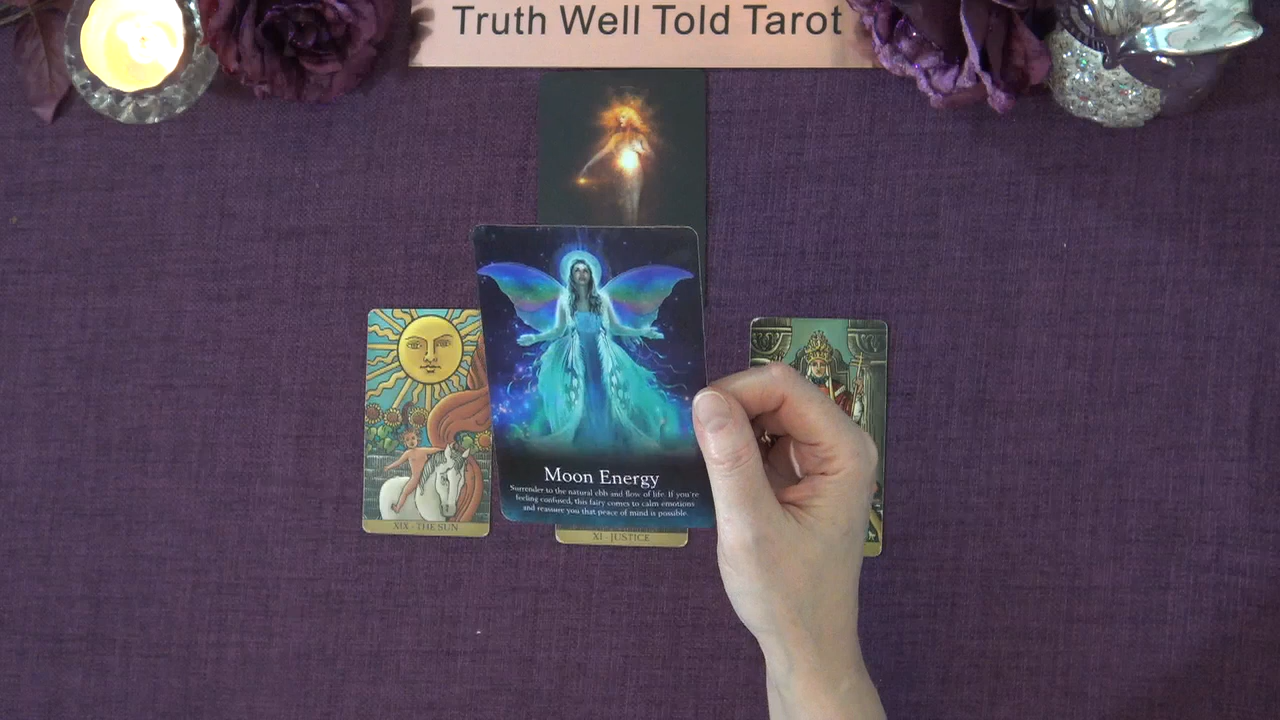 Truth Well Told Tarot
Moon Energy
Surrender to the natural ebb and flow of life. If you're
feeling confused, this fairy comes to calm emotions
and reassure you that peace of mind is possible.
XIX · THE SUN
XI · JUSTICE